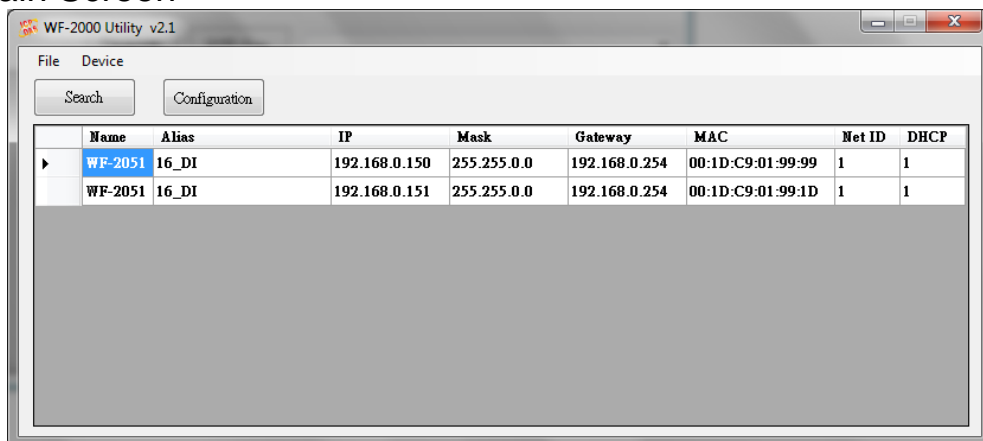 ain Screen
WF-2000 Utility v2.1
File Device
Search Configuration
Name Alias IP Mask Gateway MAC Net ID DHCP
WF-2051 16_DI 192.168.0.150 255.255.0.0 192.168.0.254 00:1D:C9:01:99:99 1 1
WF-2051 16_DI 192.168.0.151 255.255.0.0 192.168.0.254 00:1D:C9:01:99:1D 1 1